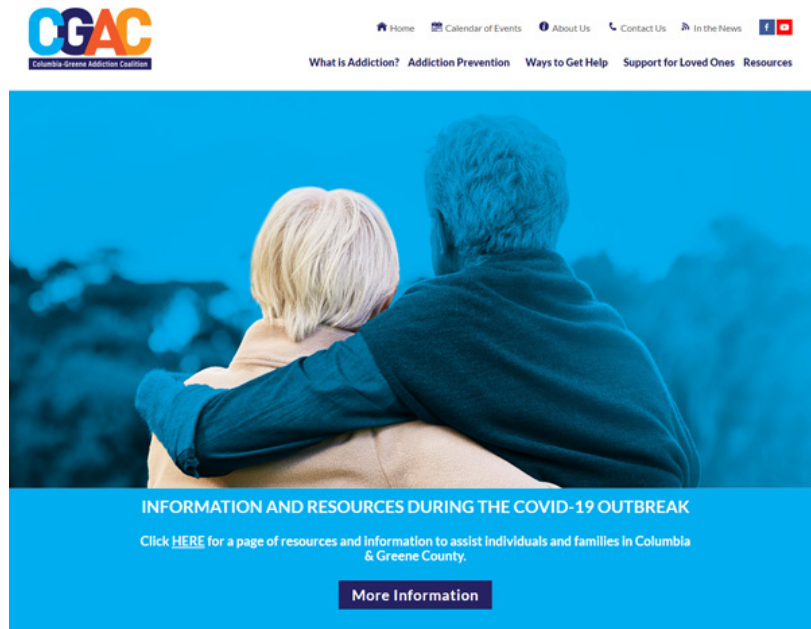 CGAC
Columbia-Greene Addiction Coalition
Home Calendar of Events About Us Contact Us In the News
What is Addiction? Addiction Prevention Ways to Get Help Support for Loved Ones Resources
INFORMATION AND RESOURCES DURING THE COVID-19 OUTBREAK
Click HERE for a page of resources and information to assist individuals and families in Columbia
& Greene County.
More Information